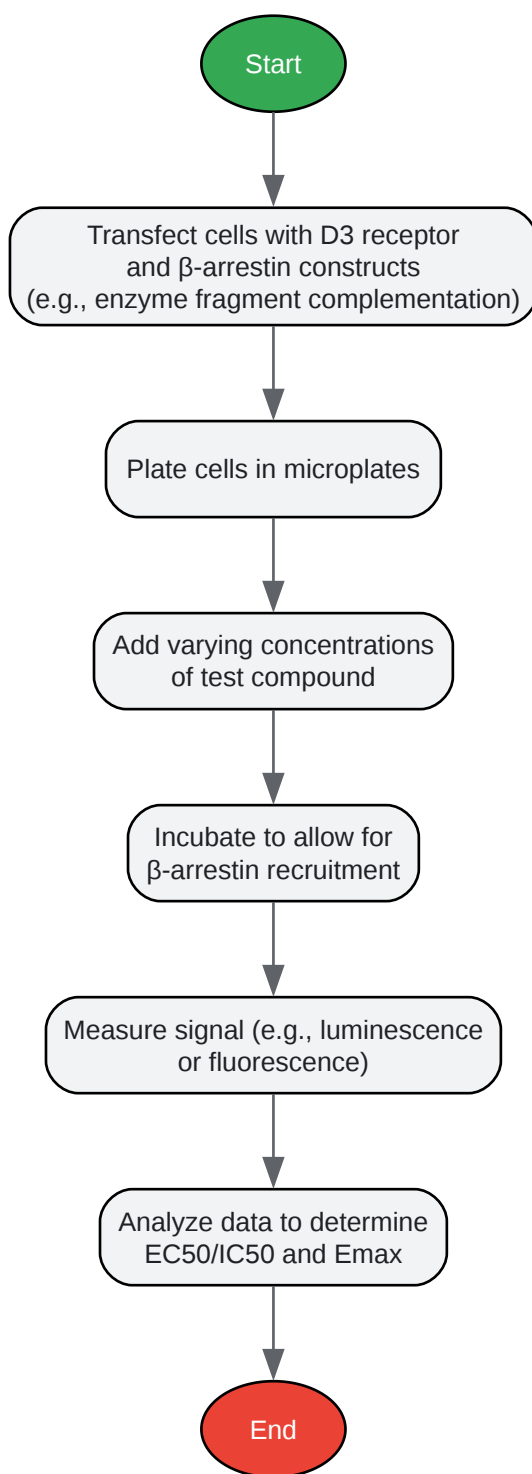 Start
Transfect cells with D3 receptor
and β-arrestin constructs
(e.g., enzyme fragment complementation)
Plate cells in microplates
Add varying concentrations
of test compound
Incubate to allow for
β-arrestin recruitment
Measure signal (e.g., luminescence
or fluorescence)
Analyze data to determine
EC50/IC50 and Emax
End